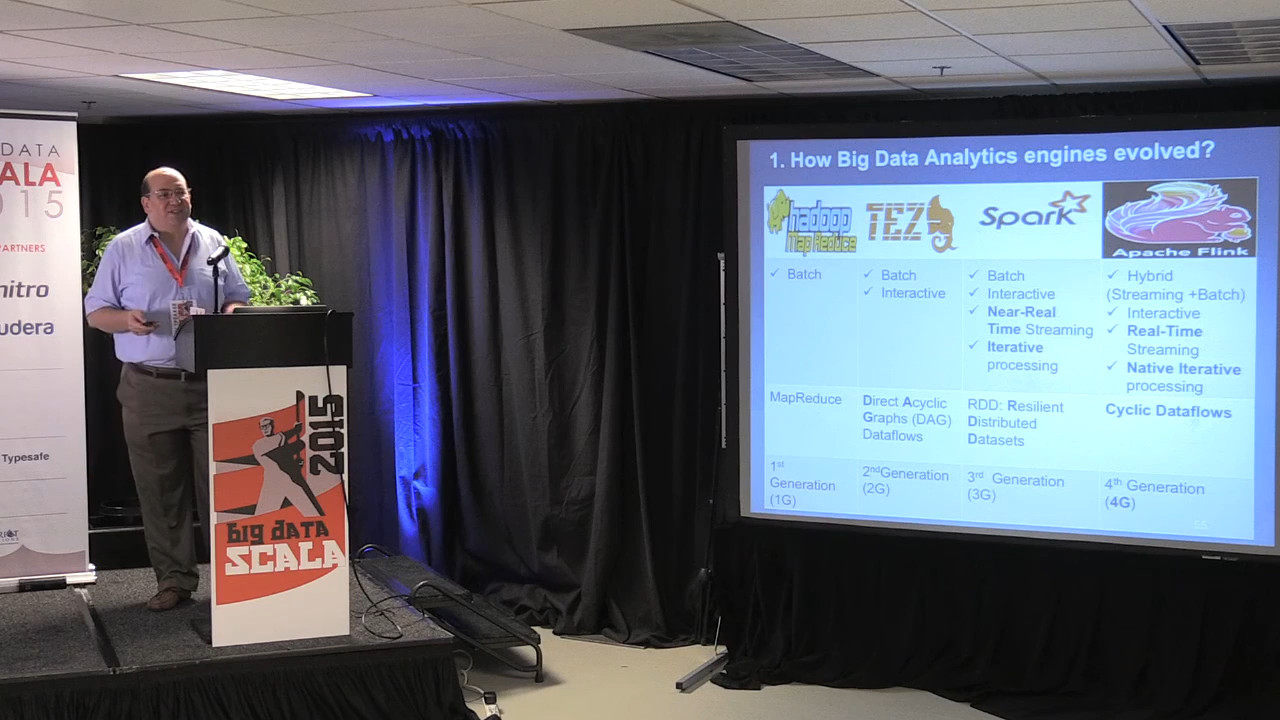 DATA
ALA
2015
PARTNERS
nitro
udera
Typesafe
2015
big data
SCALA
1. How Big Data Analytics engines evolved?
hadoop
Map Reduce
TEZ
Spark
Apache Flink
✓ Batch
✓ Batch
✓ Interactive
✓ Batch
✓ Interactive
✓ Near-Real
Time Streaming
✓ Iterative
processing
✓ Hybrid
(Streaming +Batch)
✓ Interactive
✓ Real-Time
Streaming
✓ Native Iterative
processing
MapReduce
Direct Acyclic
Graphs (DAG)
Dataflows
RDD: Resilient
Distributed
Datasets
Cyclic Dataflows
1st
Generation
(1G)
2ndGeneration
(2G)
3rd Generation
(3G)
4th Generation
(4G)